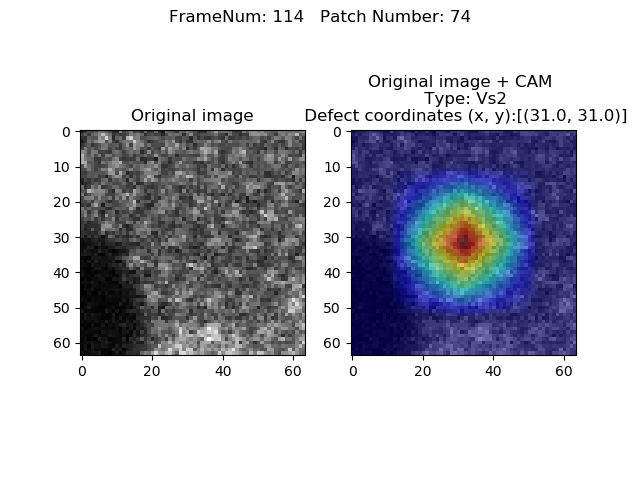 FrameNum: 114   Patch Number: 74
Original image
Original image + CAM
Type: Vs2
Defect coordinates (x, y):[(31.0, 31.0)]
0
10
20
30
40
50
60
0 20 40 60
0
10
20
30
40
50
60
0 20 40 60